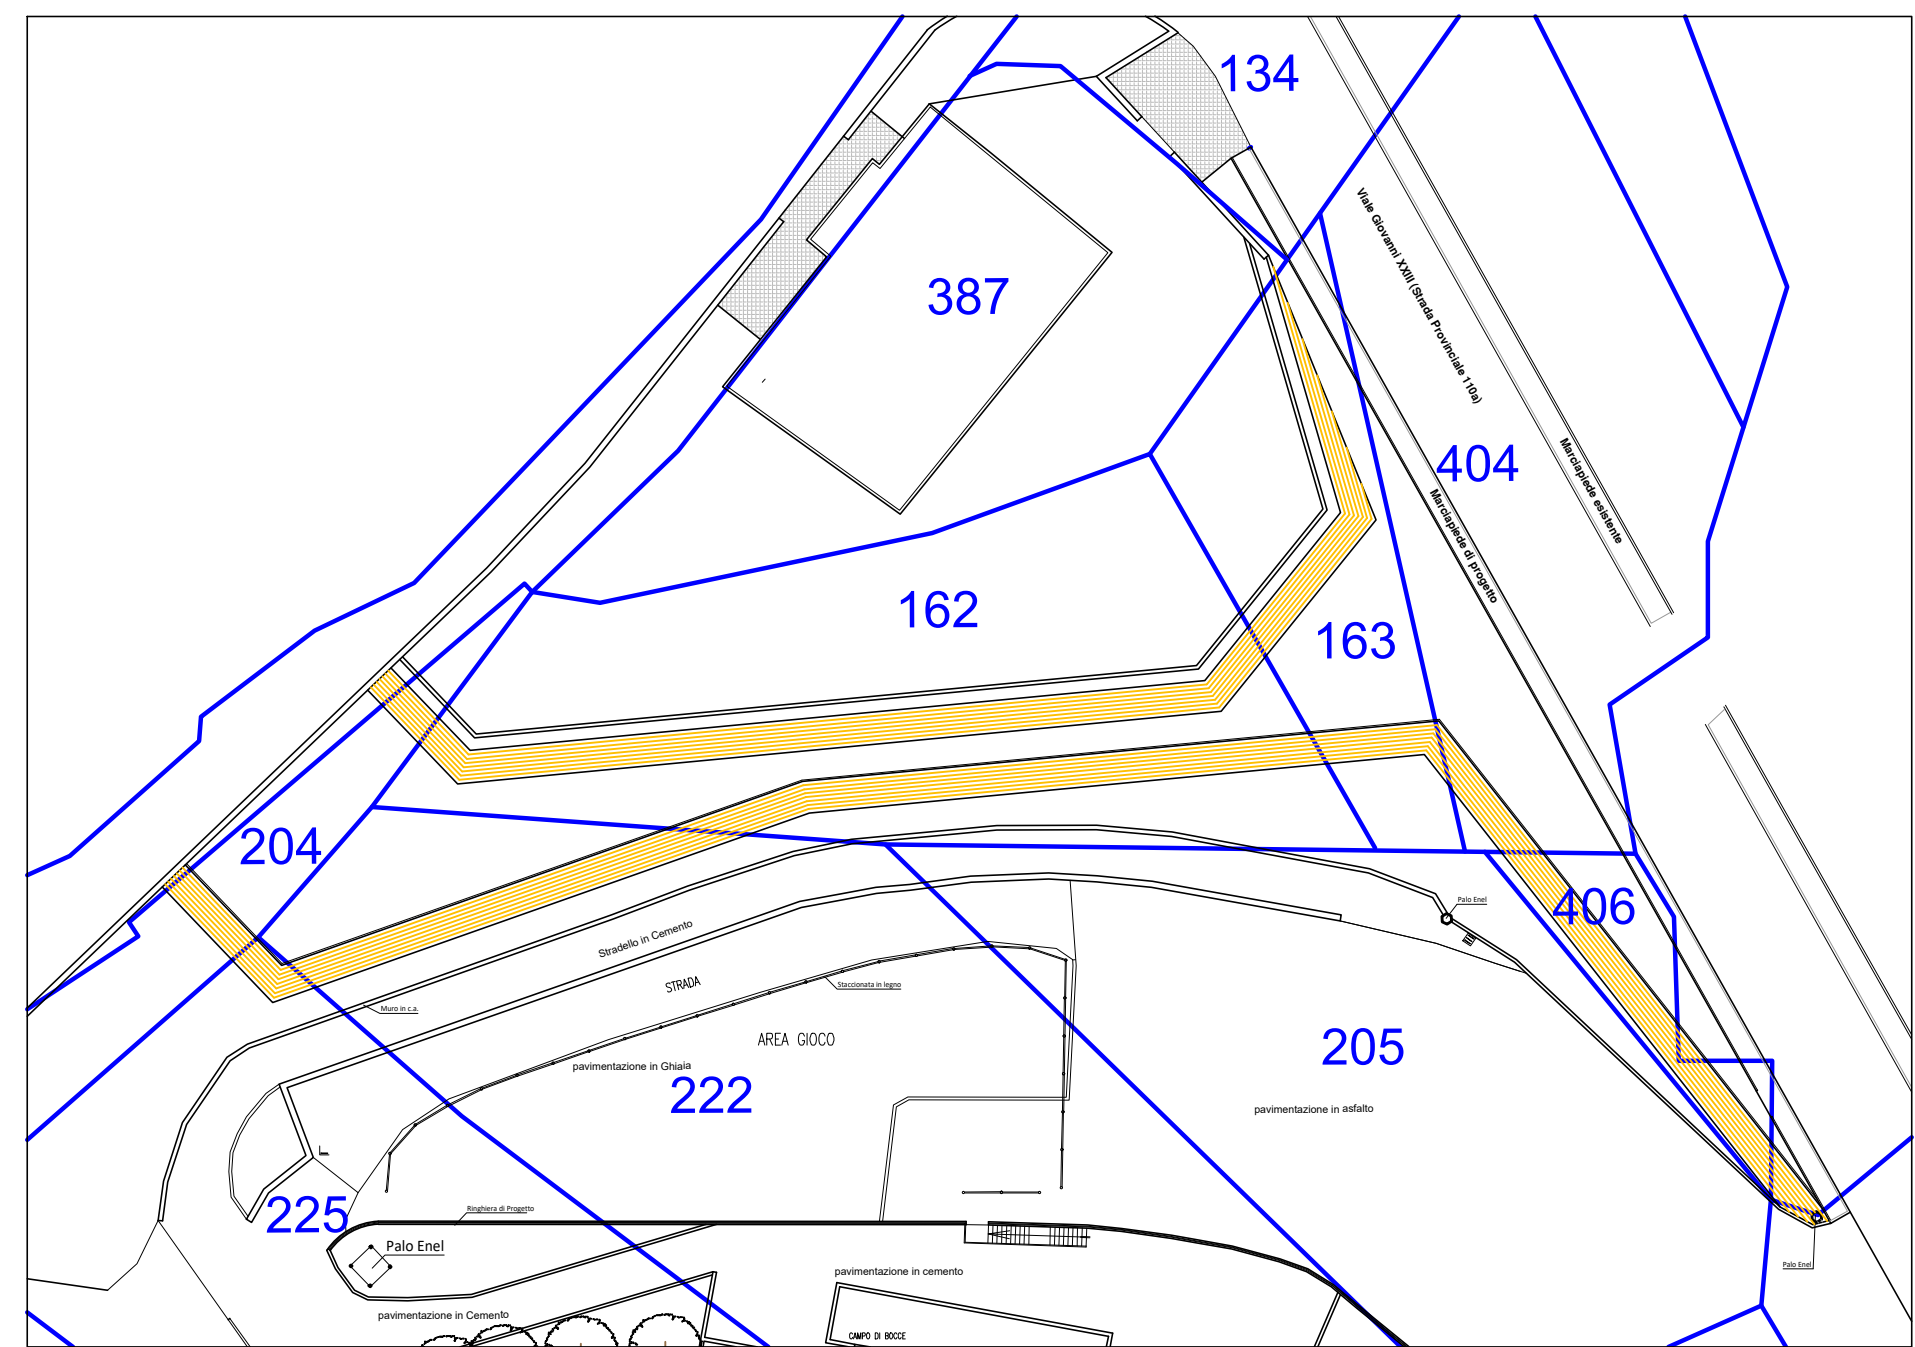 134
Viale Giovanni XXIII (Strada Provinciale 110a)
387
404
Marciapiede esistente
Marciapiede di progetto
162
163
204
406
Palo Enel
Stradello in Cemento
STRADA
Staccionata in legno
Muro in c.a.
AREA GIOCO
205
pavimentazione in Ghiaia
222
pavimentazione in asfalto
225
Ringhiera di Progetto
Palo Enel
Palo Enel
pavimentazione in cemento
pavimentazione in Cemento
CAMPO DI BOCCE